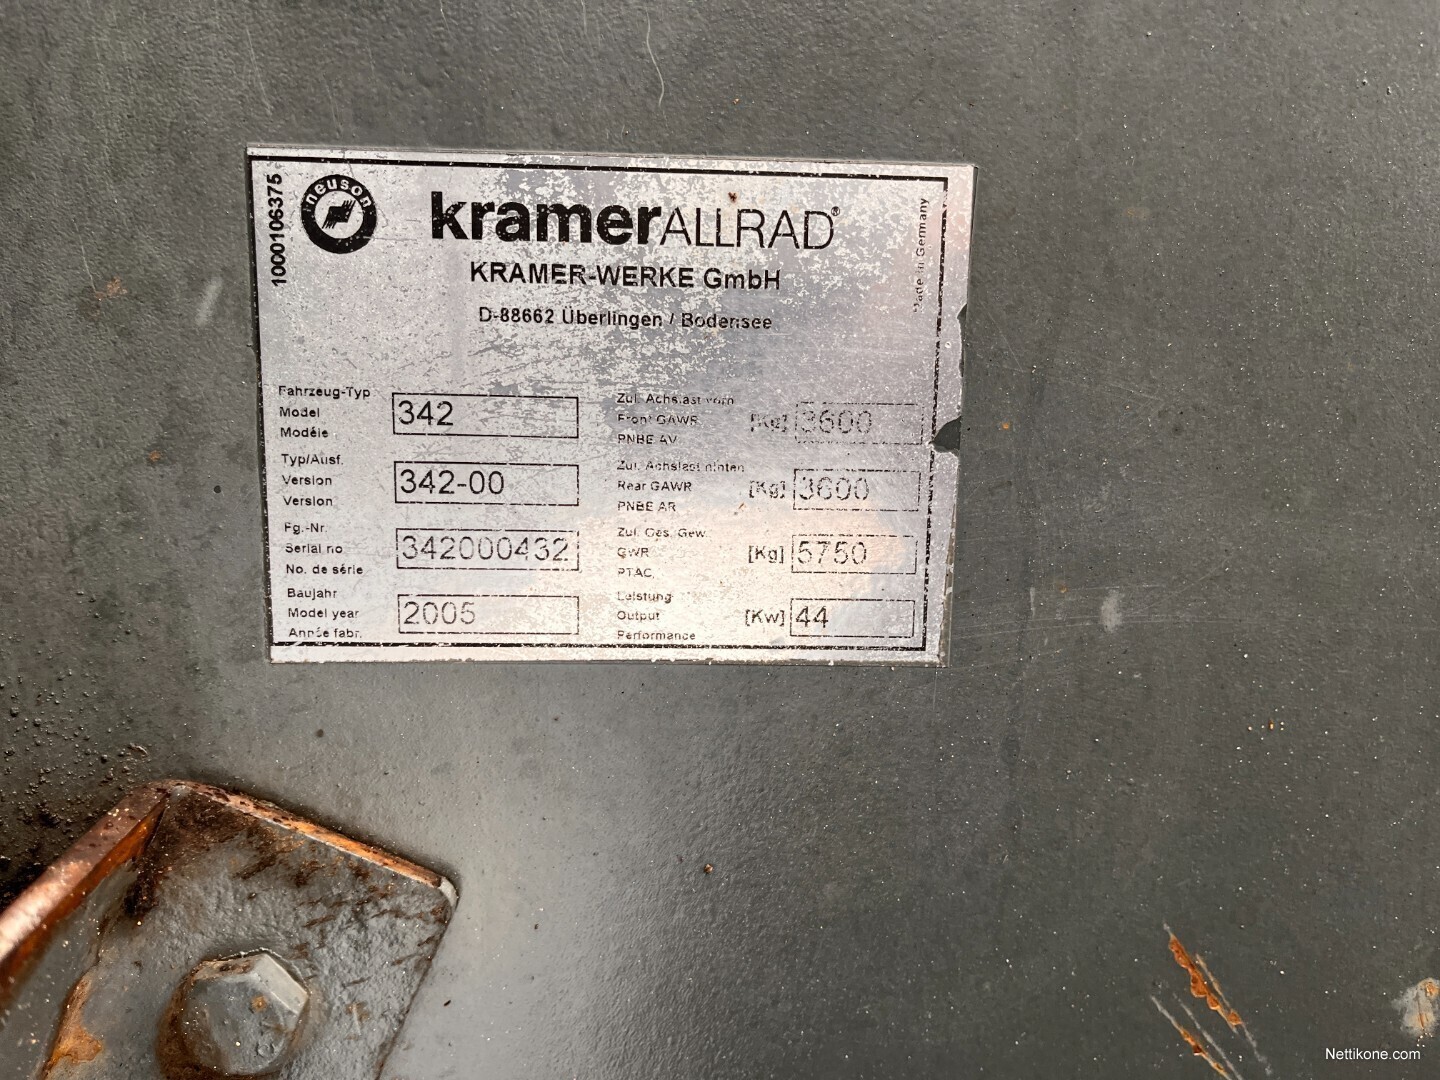 1000106375
neuson
kramerALLRAD®
KRAMER-WERKE GmbH
D-88662 Überlingen / Bodensee
Made in Germany
Fahrzeug-Typ
Model
Modéle
342
Typ/Ausf.
Version
Version
342-00
Fg.-Nr.
Serial no
No. de série
342000432
Baujahr
Model year
Année fabr.
2005
Zul. Achslast vorn
Front GAWR
PNBE AV
[Kg] 3600
Zul. Achslast hinten
Rear GAWR
PNBE AR
[Kg] 3600
Zul. Ges. Gew.
GWR
PTAC,
[Kg] 5750
Leistung
Output
Performance
[Kw] 44
Nettikone.com